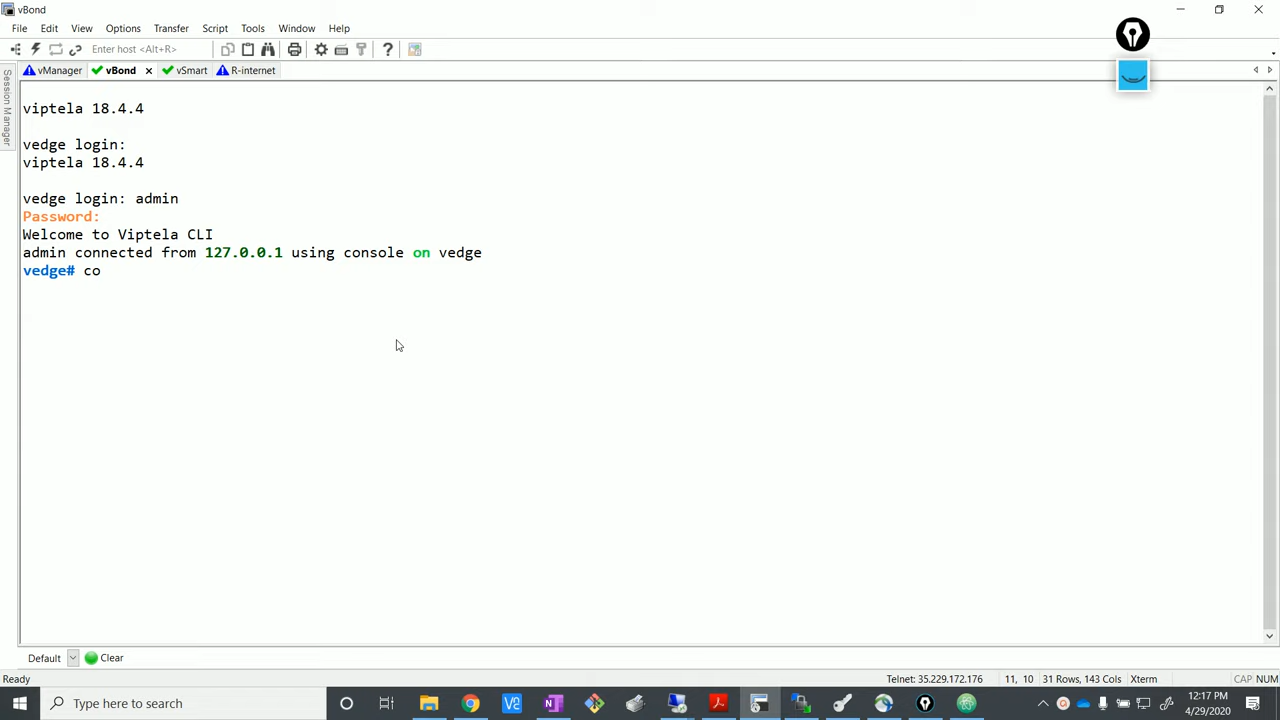 vBond
File Edit View Options Transfer Script Tools Window Help
Enter host <Alt+R>
Session Manager
vManager vBond vSmart R-internet
viptela 18.4.4
vedge login:
viptela 18.4.4
vedge login: admin
Password:
Welcome to Viptela CLI
admin connected from 127.0.0.1 using console on vedge
vedge# co
Default Clear
Ready Telnet: 35.229.172.176 11, 10 31 Rows, 143 Cols Xterm CAP NUM
Type here to search
12:17 PM
4/29/2020